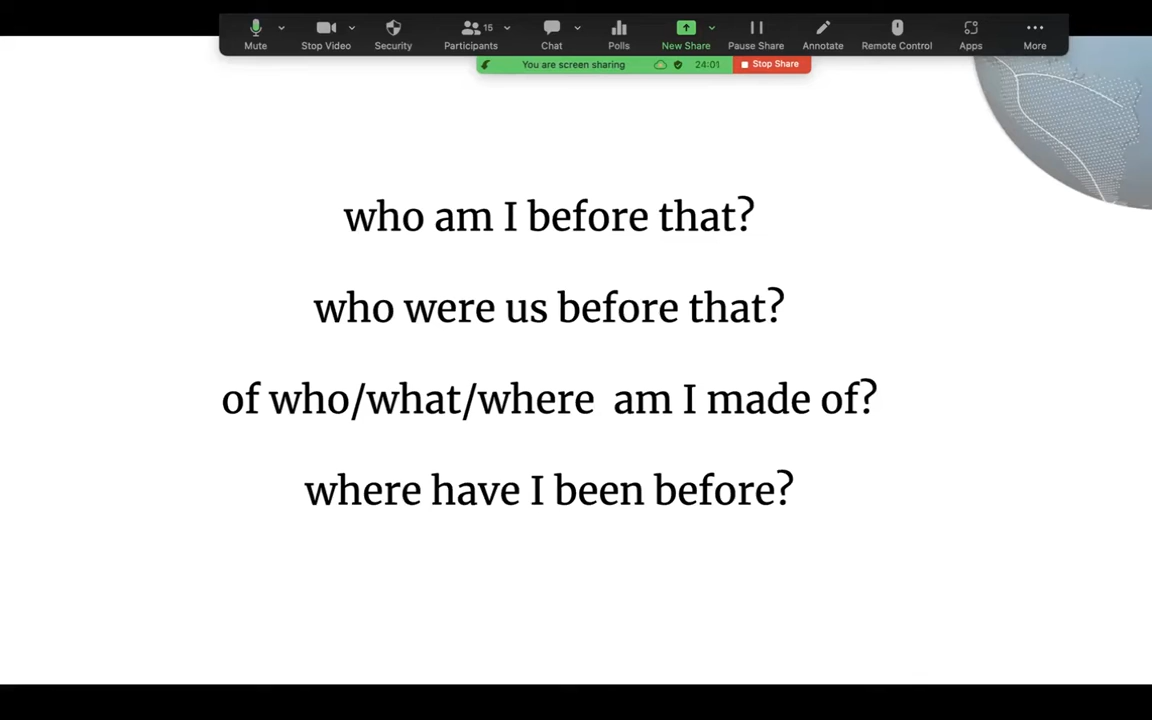 Mute
Stop Video
Security
15
Participants
Chat
Polls
New Share
Pause Share
Annotate
Remote Control
Apps
More
You are screen sharing
24:01
Stop Share
who am I before that?
who were us before that?
of who/what/where am I made of?
where have I been before?